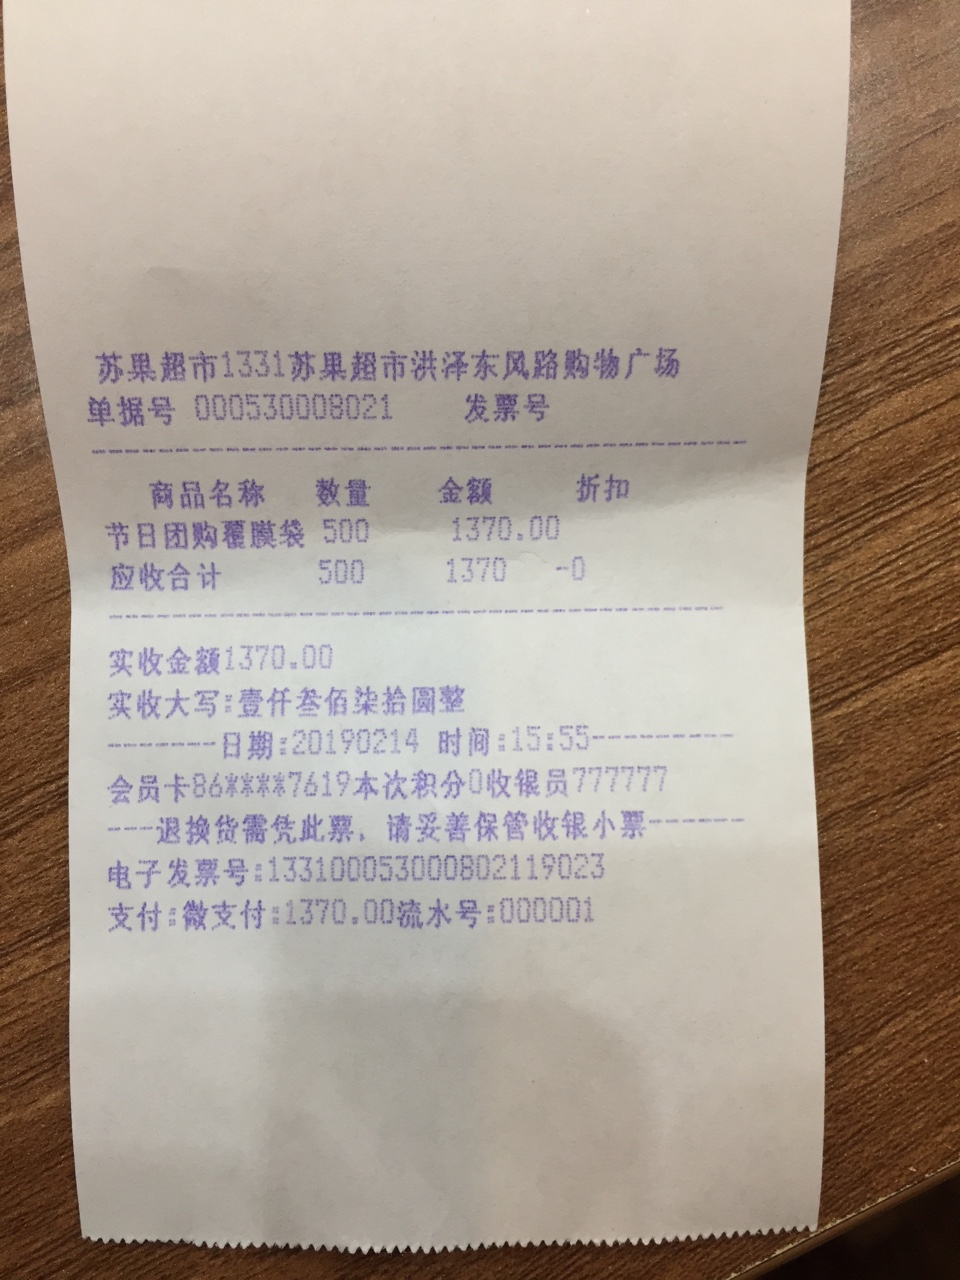 苏果超市1331苏果超市洪泽东风路购物广场
单据号 000530008021 发票号
商品名称 数量 金额 折扣
节日团购覆膜袋 500 1370.00
应收合计 500 1370 -0
实收金额1370.00
实收大写:壹仟叁佰柒拾圆整
--------日期:20190214 时间:15:55----------
会员卡86****7619本次积分0收银员777777
---退换货需凭此票，请妥善保管收银小票-------
电子发票号:1331000530008021​19023
支付:微支付:1370.00流水号:000001